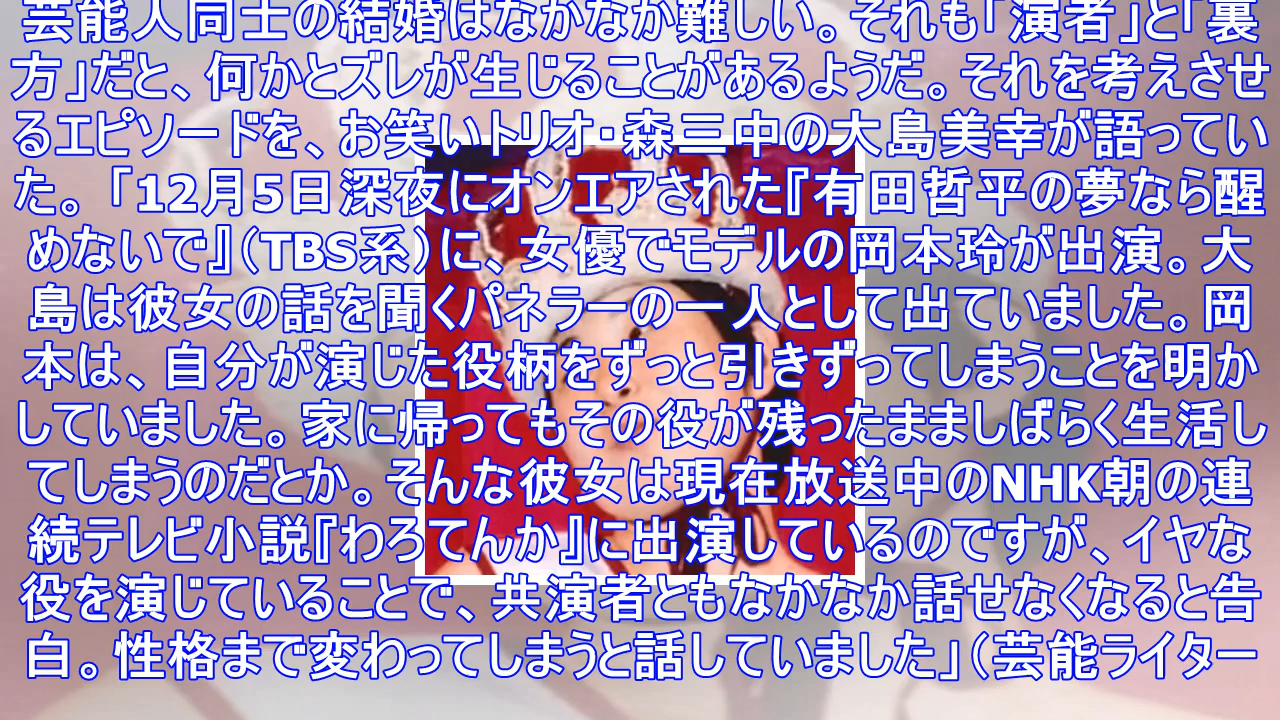 芸能人同士の結婚はなかなか難しい。それも「演者」と「裏
方」だと、何かとズレが生じることがあるようだ。それを考えさせ
るエピソードを、お笑いトリオ・森三中の大島美幸が語ってい
た。「12月5日深夜にオンエアされた『有田哲平の夢なら醒
めないで』（TBS系）に、女優でモデルの岡本玲が出演。大
島は彼女の話を聞くパネラーの一人として出ていました。岡
本は、自分が演じた役柄をずっと引きずってしまうことを明か
していました。家に帰ってもその役が残ったまましばらく生活し
てしまうのだとか。そんな彼女は現在放送中のNHK朝の連
続テレビ小説『わろてんか』に出演しているのですが、イヤな
役を演じていることで、共演者ともなかなか話せなくなると告
白。性格まで変わってしまうと話していました」（芸能ライター